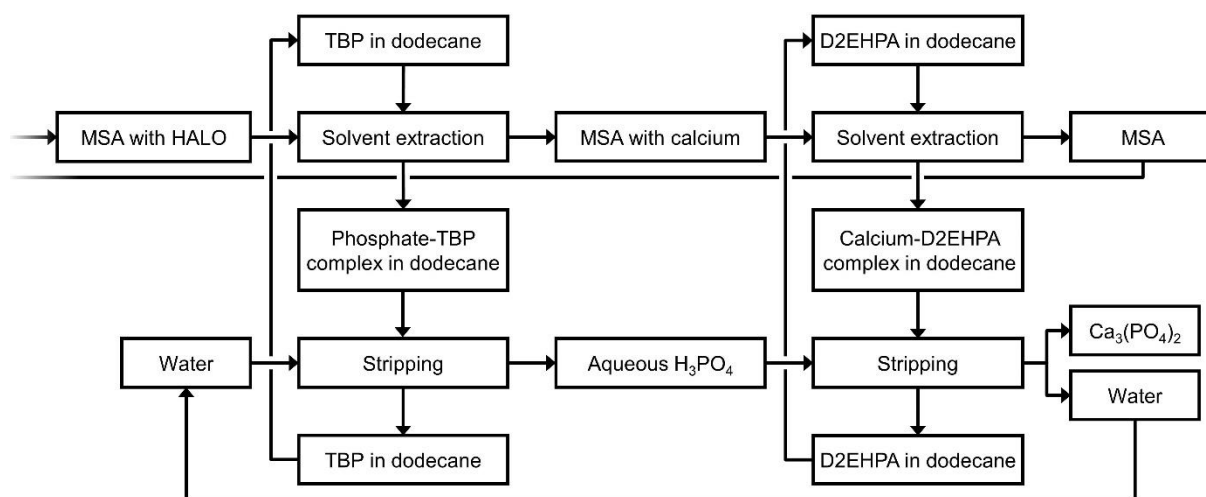 TBP in dodecane
D2EHPA in dodecane
MSA with HALO
Solvent extraction
MSA with calcium
Solvent extraction
MSA
Phosphate-TBP
complex in dodecane
Calcium-D2EHPA
complex in dodecane
Water
Stripping
Aqueous H₃PO₄
Stripping
Ca₃(PO₄)₂
Water
TBP in dodecane
D2EHPA in dodecane